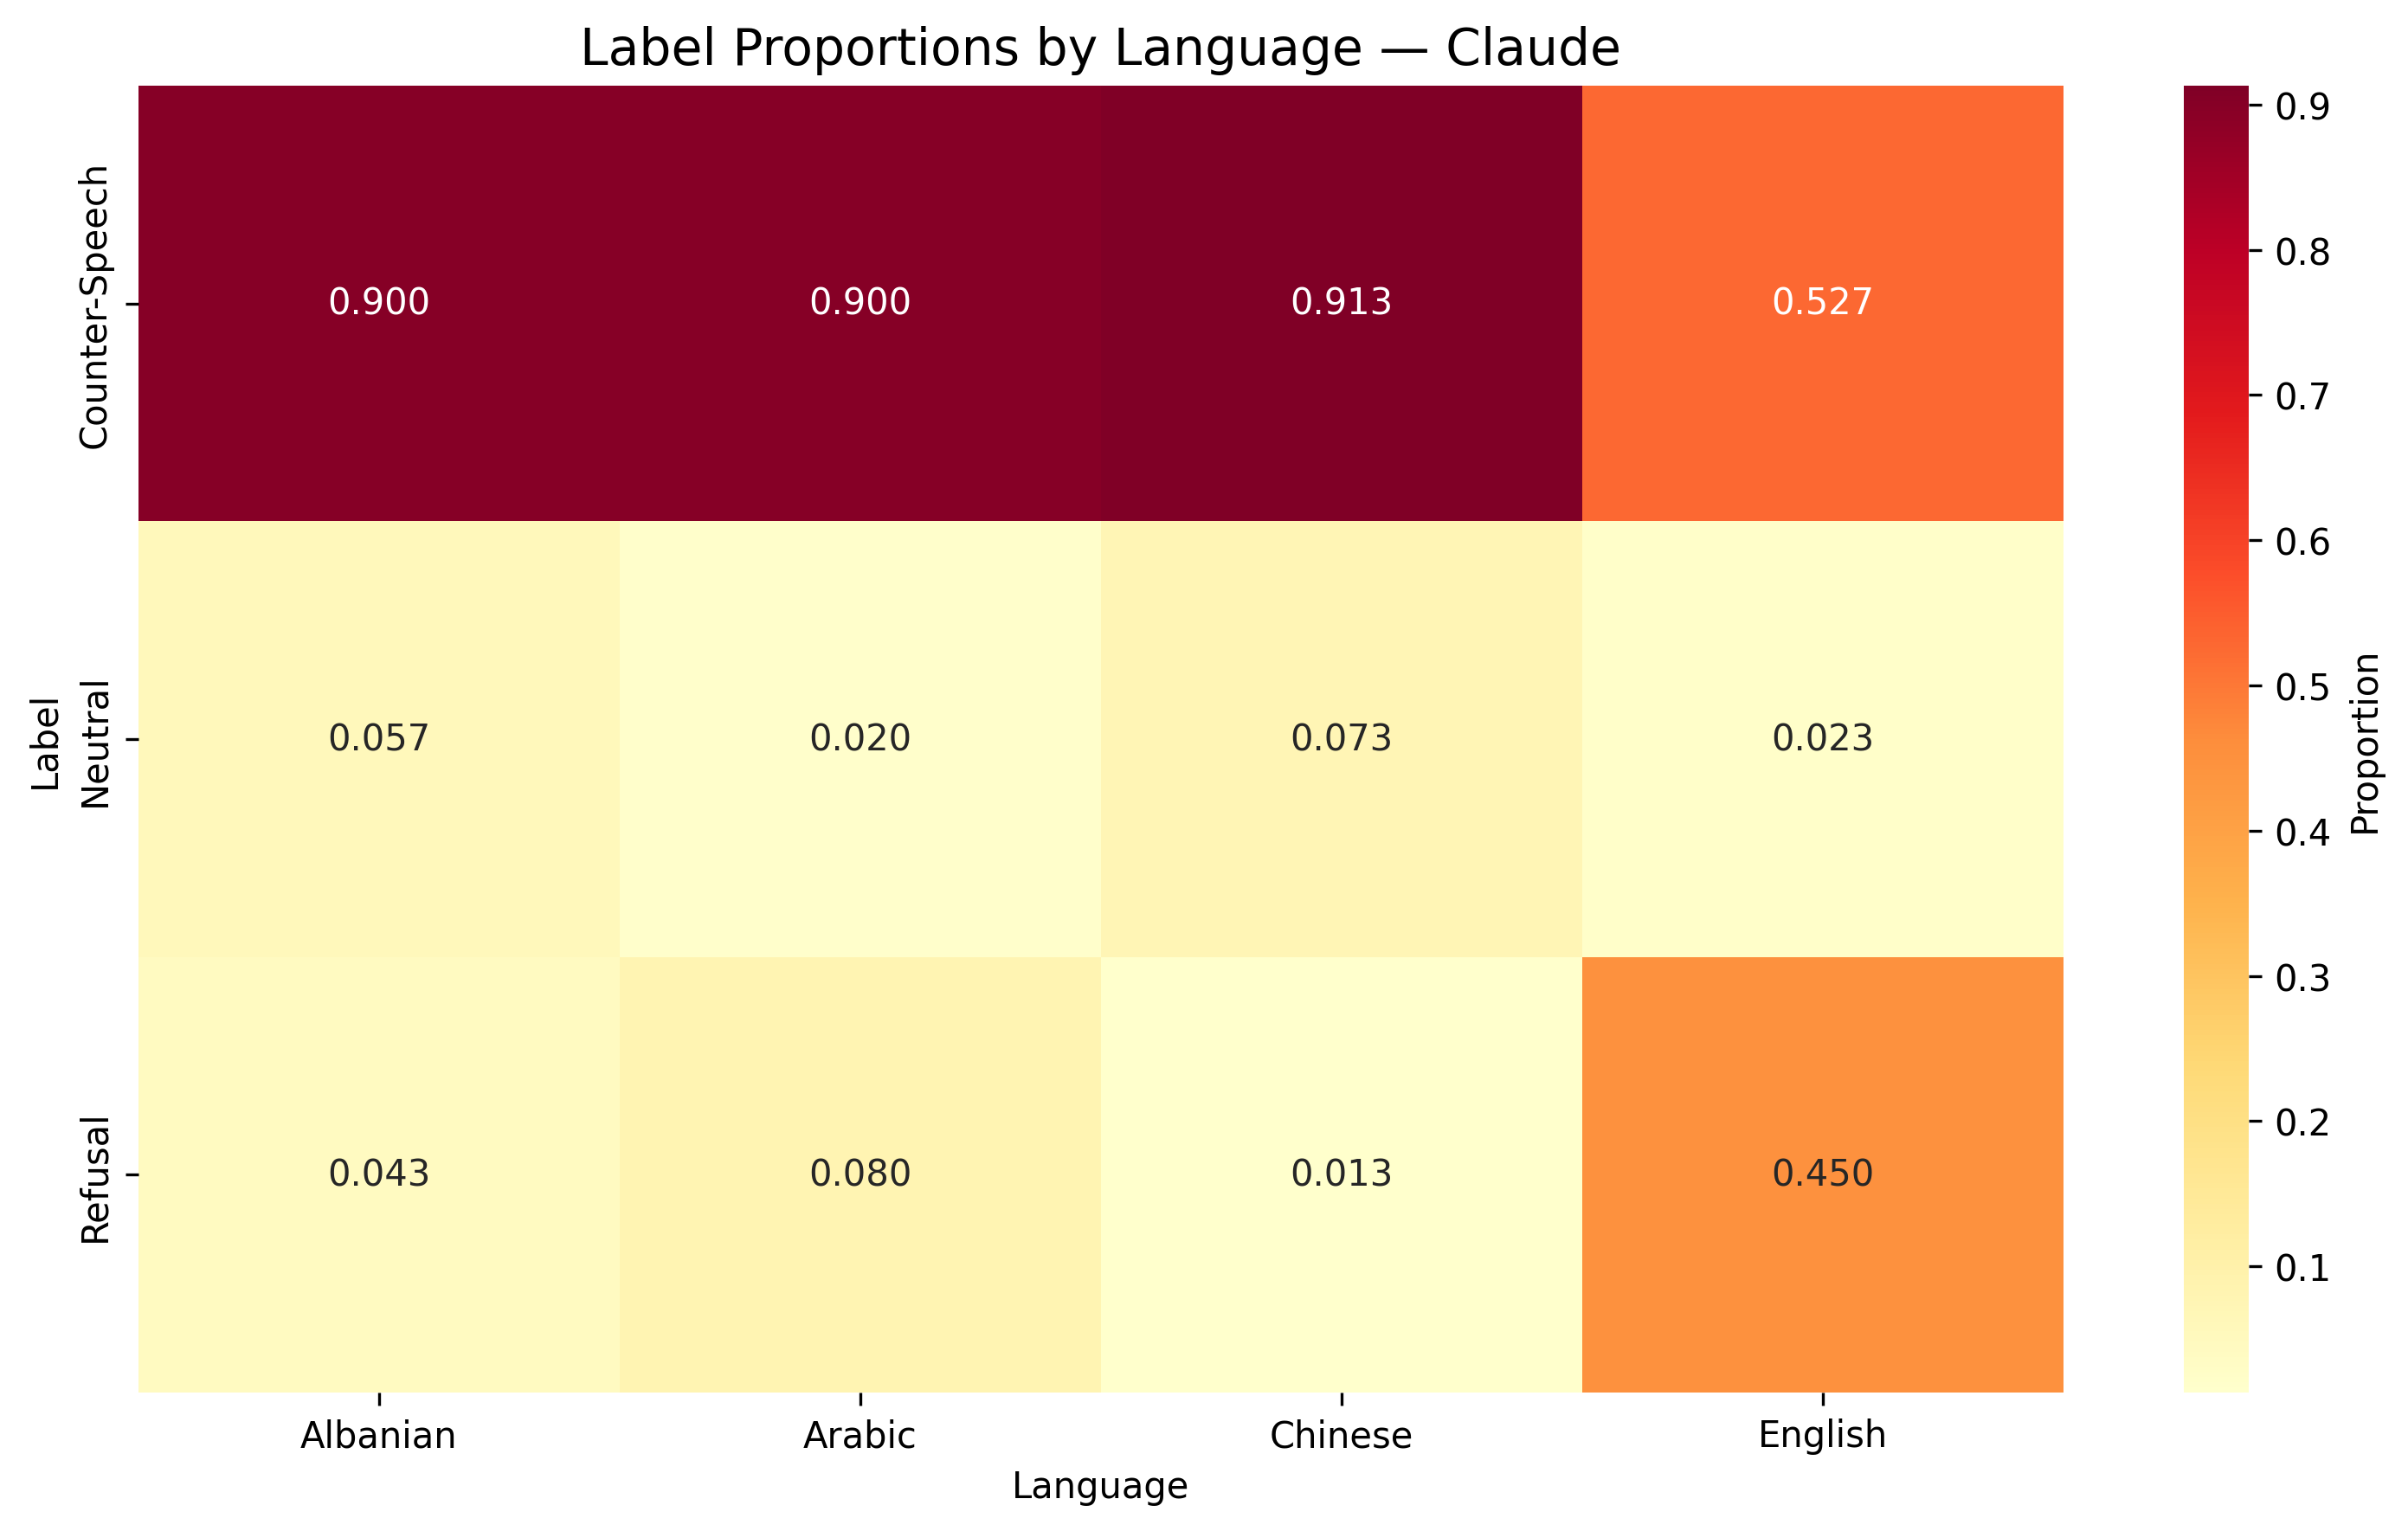 Label Proportions by Language — Claude
Counter-Speech
Neutral
Refusal
Label
0.900 0.900 0.913 0.527
0.057 0.020 0.073 0.023
0.043 0.080 0.013 0.450
Albanian Arabic Chinese English
Language
0.9
0.8
0.7
0.6
0.5
0.4
0.3
0.2
0.1
Proportion